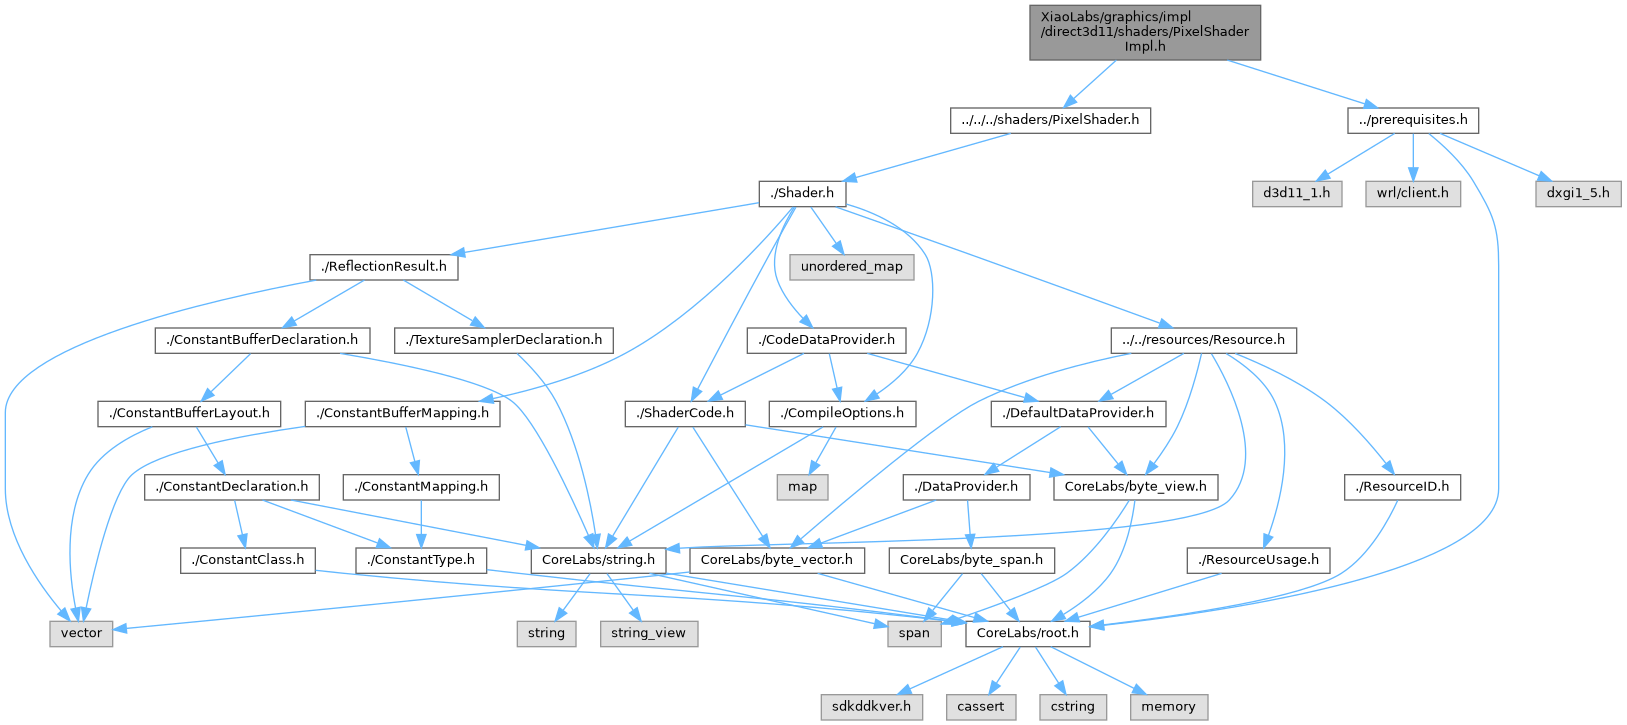 XiaoLabs/graphics/impl
/direct3d11/shaders/PixelShader
Impl.h
../../../shaders/PixelShader.h
../prerequisites.h
./Shader.h
d3d11_1.h
wrl/client.h
dxgi1_5.h
./ReflectionResult.h
unordered_map
./ConstantBufferDeclaration.h
./TextureSamplerDeclaration.h
./CodeDataProvider.h
../../resources/Resource.h
./ConstantBufferLayout.h
./ConstantBufferMapping.h
./ShaderCode.h
./CompileOptions.h
./DefaultDataProvider.h
./ConstantDeclaration.h
./ConstantMapping.h
map
./DataProvider.h
CoreLabs/byte_view.h
./ResourceID.h
./ConstantClass.h
./ConstantType.h
CoreLabs/string.h
CoreLabs/byte_vector.h
CoreLabs/byte_span.h
./ResourceUsage.h
vector
string
string_view
span
CoreLabs/root.h
sdkddkver.h
cassert
cstring
memory